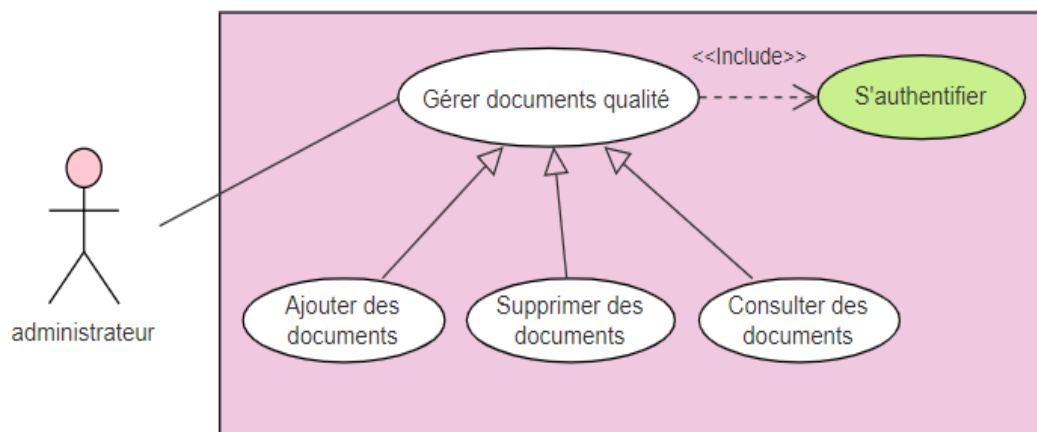 <<Include>>
Gérer documents qualité
S'authentifier
administrateur
Ajouter des
documents
Supprimer des
documents
Consulter des
documents